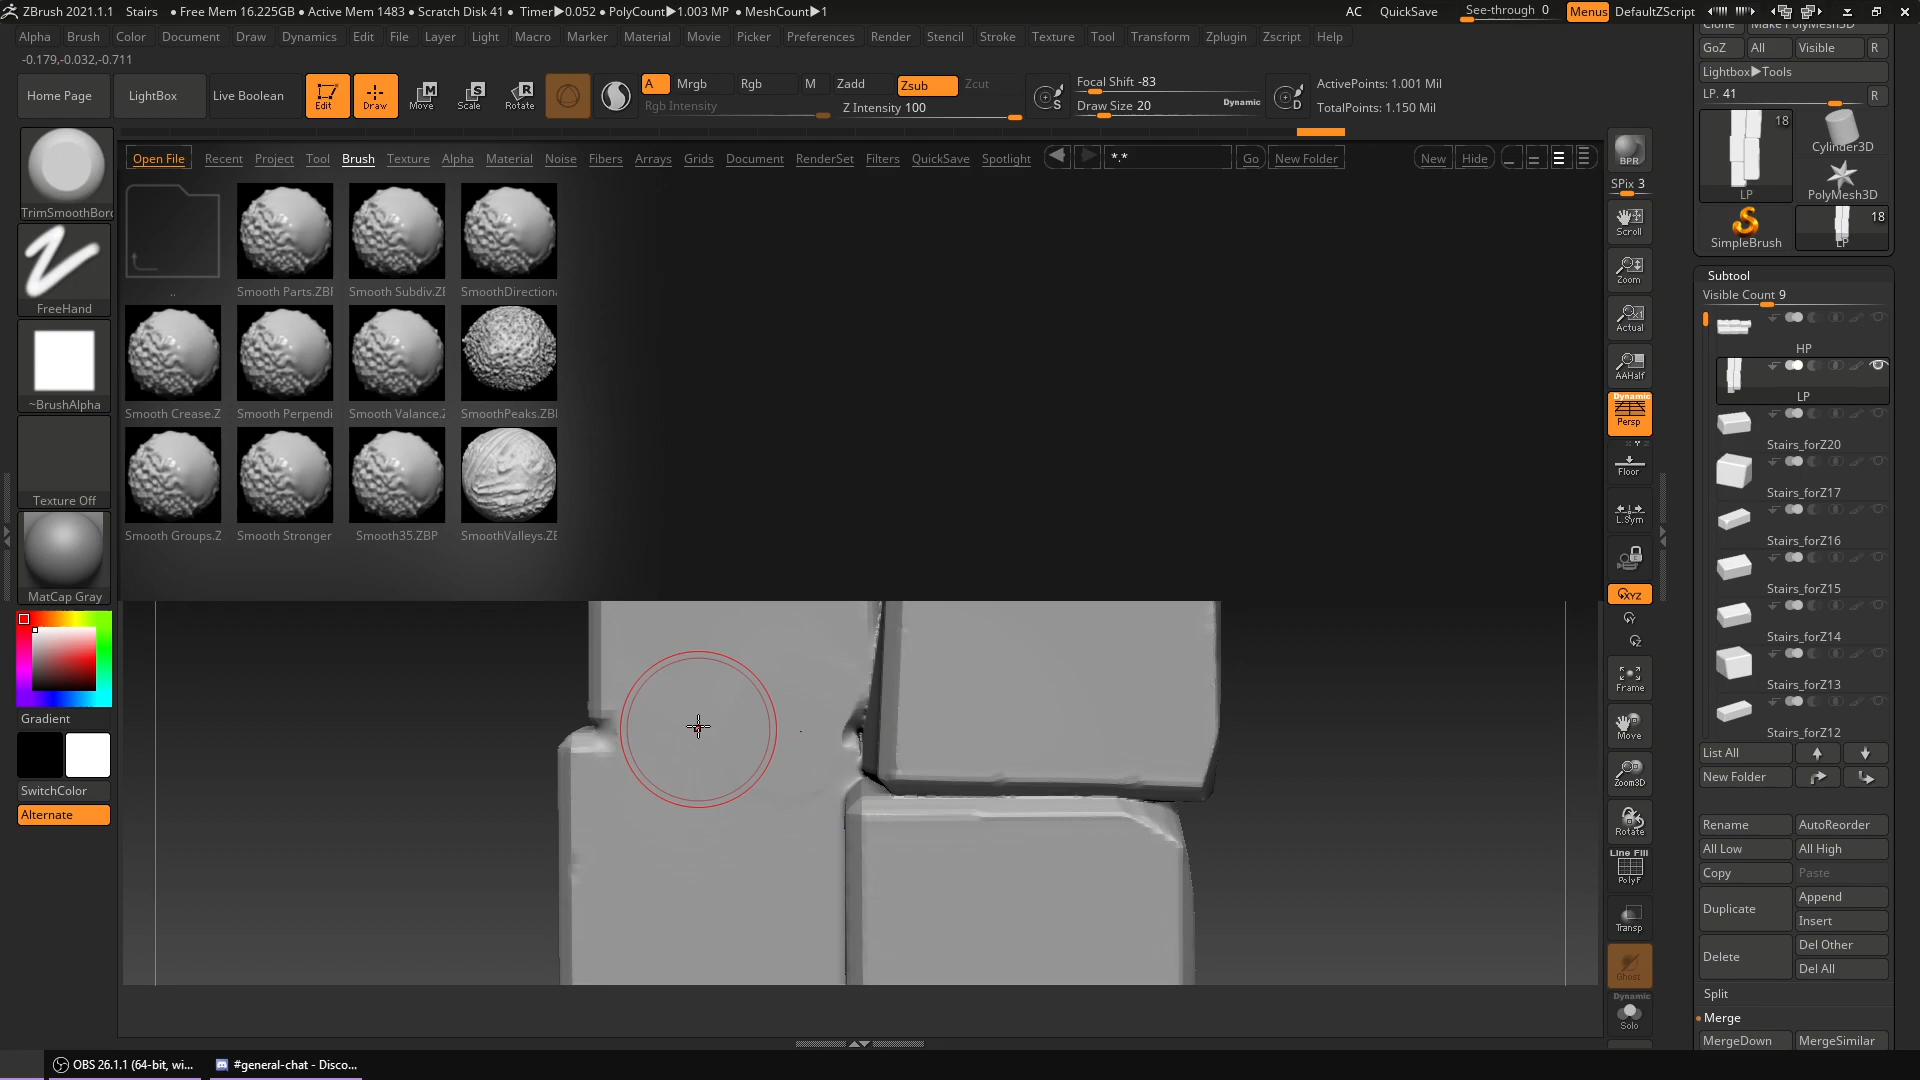 ZBrush 2021.1.1 Stairs • Free Mem 16.225GB • Active Mem 1483 • Scratch Disk 41 • Timer▶0.052 • PolyCount▶1.003 MP • MeshCount▶1 AC QuickSave See-through 0 Menus DefaultZScript
Alpha Brush Color Document Draw Dynamics Edit File Layer Light Macro Marker Material Movie Picker Preferences Render Stencil Stroke Texture Tool Transform Zplugin Zscript Help
-0.179,-0.032,-0.711
Home Page LightBox Live Boolean Edit Draw Move Scale Rotate
A Mrgb Rgb M Zadd Zsub Zcut
Rgb Intensity Z Intensity 100
Focal Shift -83
Draw Size 20 Dynamic
S D
ActivePoints: 1.001 Mil
TotalPoints: 1.150 Mil
Open File Recent Project Tool Brush Texture Alpha Material Noise Fibers Arrays Grids Document RenderSet Filters QuickSave Spotlight *.* Go New Folder New Hide
TrimSmoothBord
FreeHand
~BrushAlpha
Texture Off
MatCap Gray
Gradient
SwitchColor
Alternate
..
Smooth Parts.ZBP
Smooth Subdiv.ZB
SmoothDirectiona
Smooth Crease.Z
Smooth Perpendi
Smooth Valance.Z
SmoothPeaks.ZB
Smooth Groups.Z
Smooth Stronger
Smooth35.ZBP
SmoothValleys.ZB
BPR
SPix 3
Scroll
Zoom
Actual
AAHalf
Dynamic
Persp
Floor
L.Sym
XYZ
Y
Z
Frame
Move
Zoom3D
Rotate
Line Fill
PolyF
Transp
Ghost
Dynamic
Solo
Clone Make PolyMesh3D
GoZ All Visible R
Lightbox▶Tools
LP. 41 R
18
LP
Cylinder3D
PolyMesh3D
SimpleBrush
18
LP
Subtool
Visible Count 9
HP
LP
Stairs_forZ20
Stairs_forZ17
Stairs_forZ16
Stairs_forZ15
Stairs_forZ14
Stairs_forZ13
Stairs_forZ12
List All
New Folder
Rename AutoReorder
All Low All High
Copy Paste
Duplicate Append
Insert
Delete Del Other
Del All
Split
Merge
MergeDown MergeSimilar
OBS 26.1.1 (64-bit, wi... #general-chat - Disco...